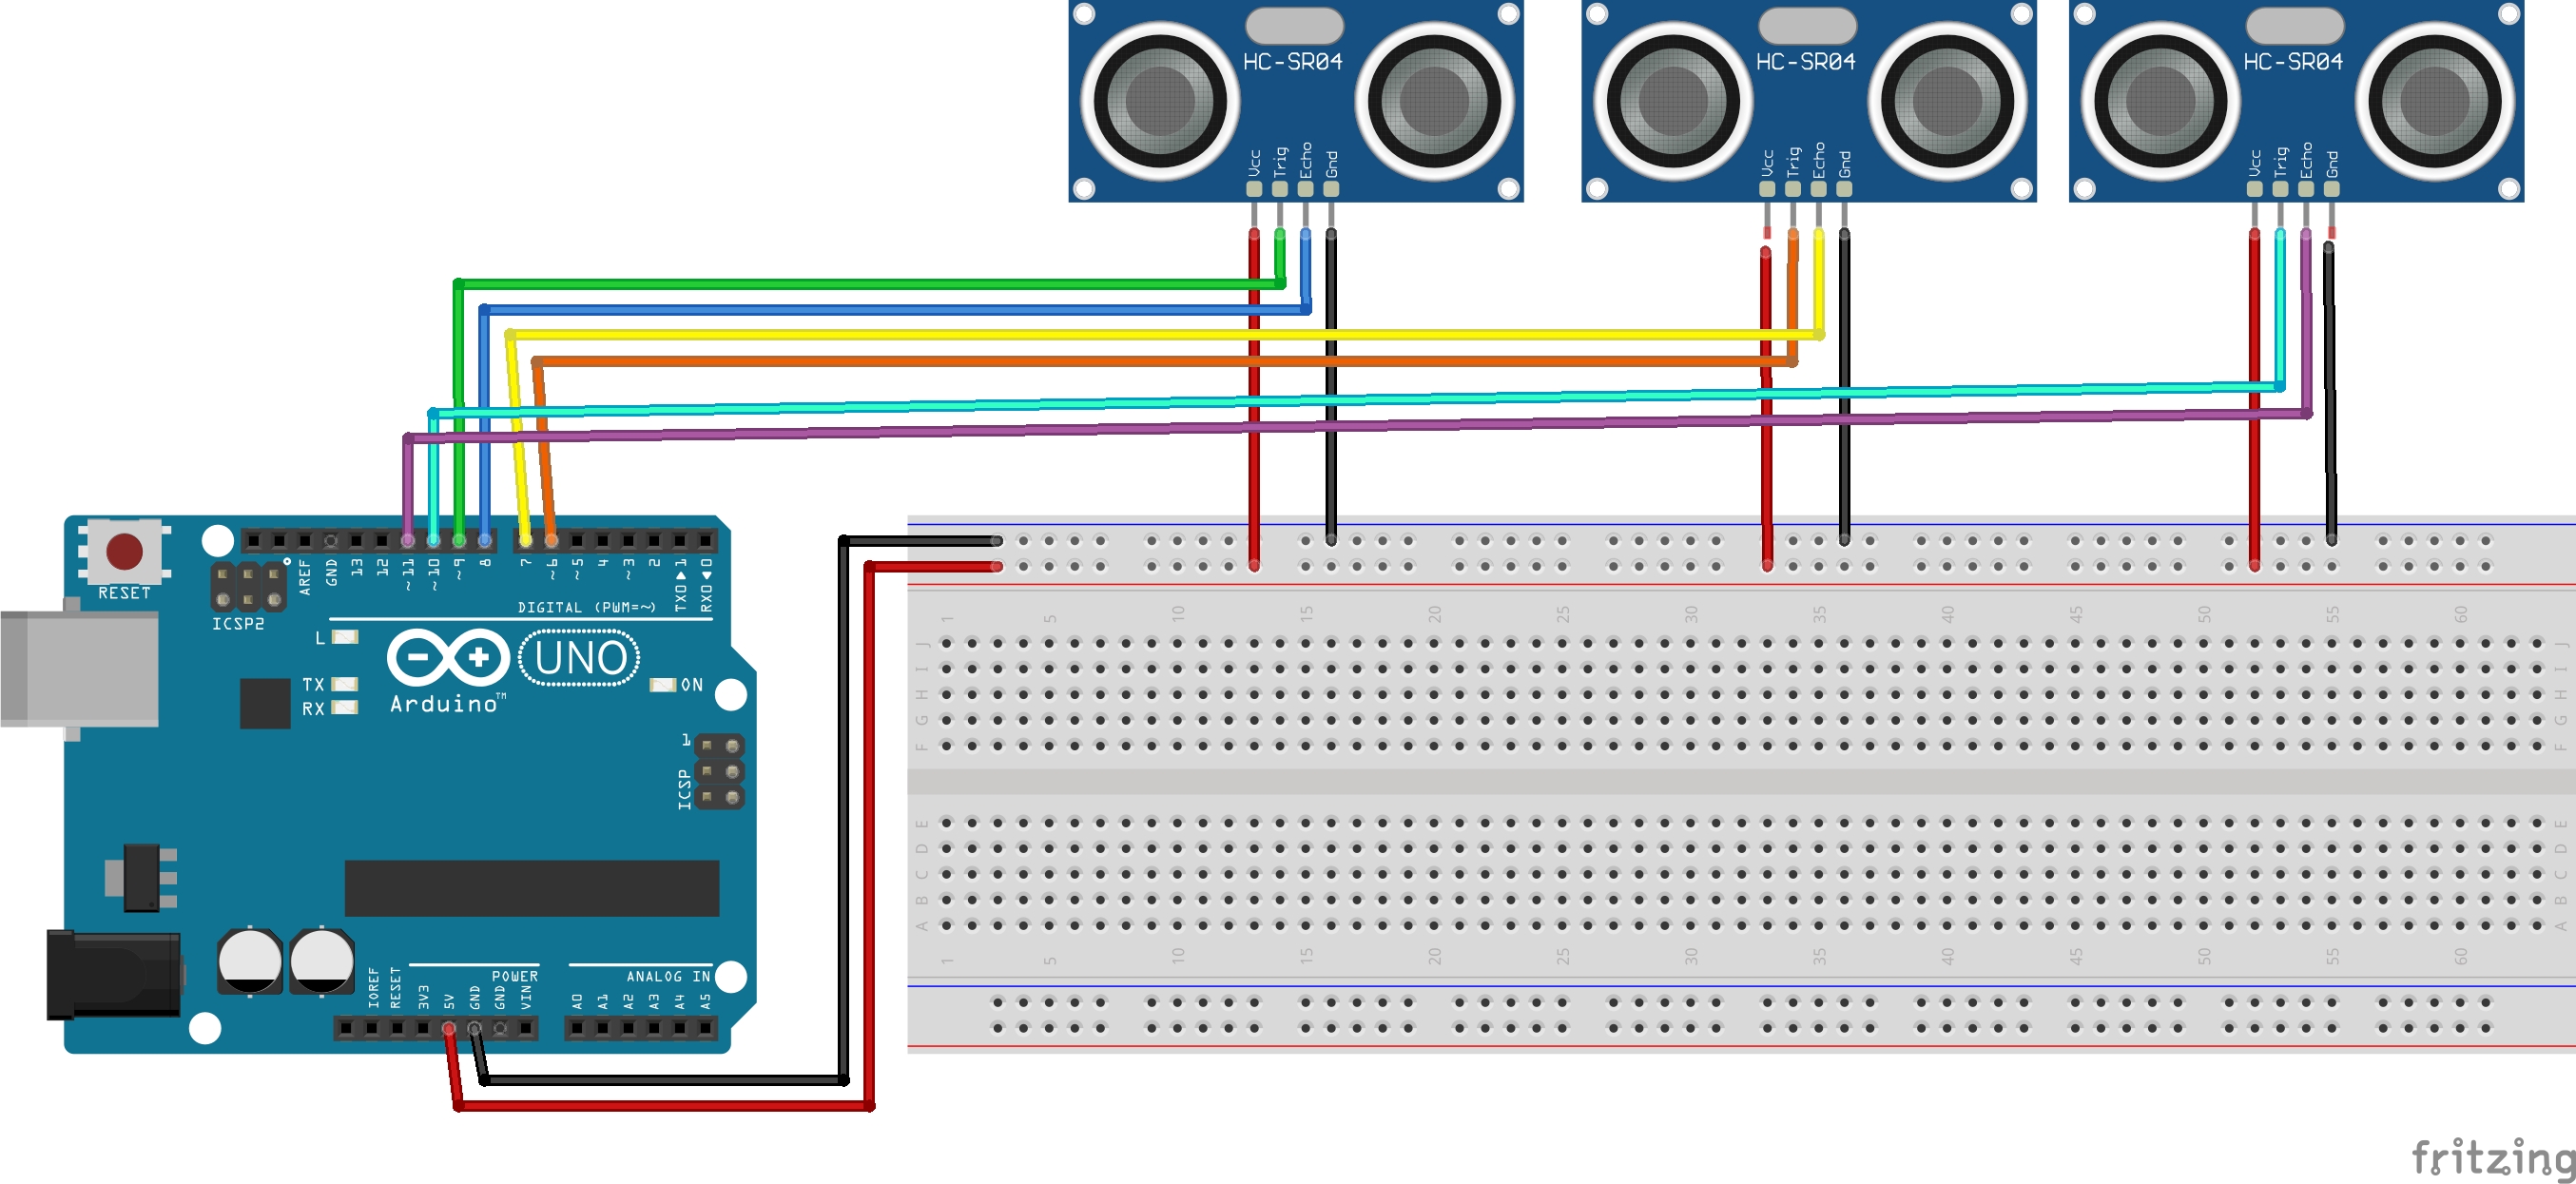 HC-SR04
HC-SR04
HC-SR04
Vcc
Trig
Echo
Gnd
Vcc
Trig
Echo
Gnd
Vcc
Trig
Echo
Gnd
RESET
ICSP2
AREF
GND
13
12
~11
~10
~9
8
7
~6
~5
4
~3
2
TX0▶1
RX0◀0
DIGITAL (PWM=~)
L
TX
RX
UNO
Arduino™
ON
1
ICSP
IOREF
RESET
3V3
5V
GND
GND
VIN
POWER
ANALOG IN
A0
A1
A2
A3
A4
A5
1 5 10 15 20 25 30 35 40 45 50 55 60
J J
I I
H H
G G
F F
E E
D D
C C
B B
A A
1 5 10 15 20 25 30 35 40 45 50 55 60
fritzing